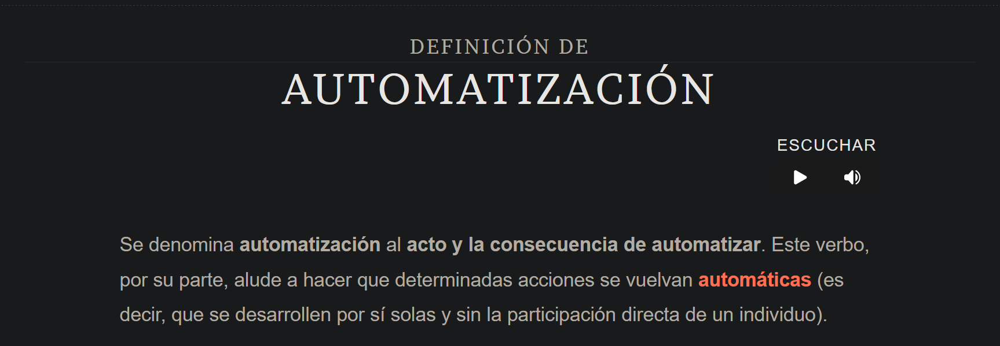 DEFINICIÓN DE
AUTOMATIZACIÓN
ESCUCHAR
Se denomina automatización al acto y la consecuencia de automatizar. Este verbo,
por su parte, alude a hacer que determinadas acciones se vuelvan automáticas (es
decir, que se desarrollen por sí solas y sin la participación directa de un individuo).